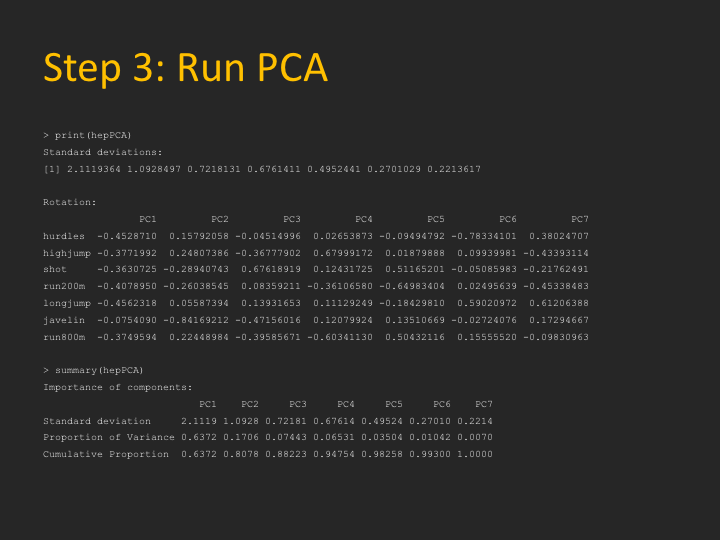 Step 3: Run PCA
> print(hepPCA)
Standard deviations:
[1] 2.1119364 1.0928497 0.7218131 0.6761411 0.4952441 0.2701029 0.2213617
Rotation:
PC1 PC2 PC3 PC4 PC5 PC6 PC7
hurdles -0.4528710 0.15792058 -0.04514996 0.02653873 -0.09494792 -0.78334101 0.38024707
highjump -0.3771992 0.24807386 -0.36777902 0.67999172 0.01879888 0.09939981 -0.43393114
shot -0.3630725 -0.28940743 0.67618919 0.12431725 0.51165201 -0.05085983 -0.21762491
run200m -0.4078950 -0.26038545 0.08359211 -0.36106580 -0.64983404 0.02495639 -0.45338483
longjump -0.4562318 0.05587394 0.13931653 0.11129249 -0.18429810 0.59020972 0.61206388
javelin -0.0754090 -0.84169212 -0.47156016 0.12079924 0.13510669 -0.02724076 0.17294667
run800m -0.3749594 0.22448984 -0.39585671 -0.60341130 0.50432116 0.15555520 -0.09830963
> summary(hepPCA)
Importance of components:
PC1 PC2 PC3 PC4 PC5 PC6 PC7
Standard deviation 2.1119 1.0928 0.72181 0.67614 0.49524 0.27010 0.2214
Proportion of Variance 0.6372 0.1706 0.07443 0.06531 0.03504 0.01042 0.0070
Cumulative Proportion 0.6372 0.8078 0.88223 0.94754 0.98258 0.99300 1.0000